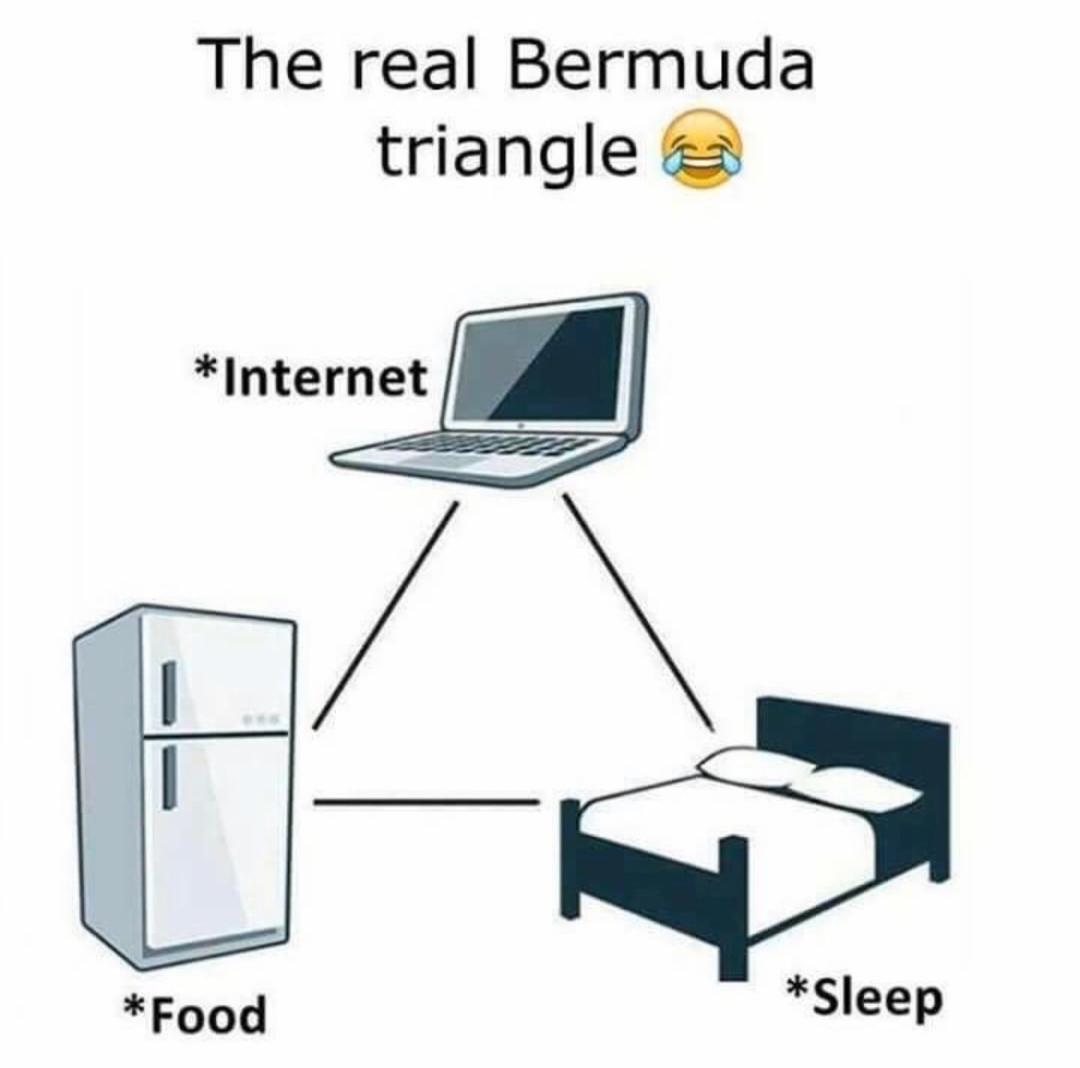 The real Bermuda
triangle 😂
*Internet
*Food
*Sleep